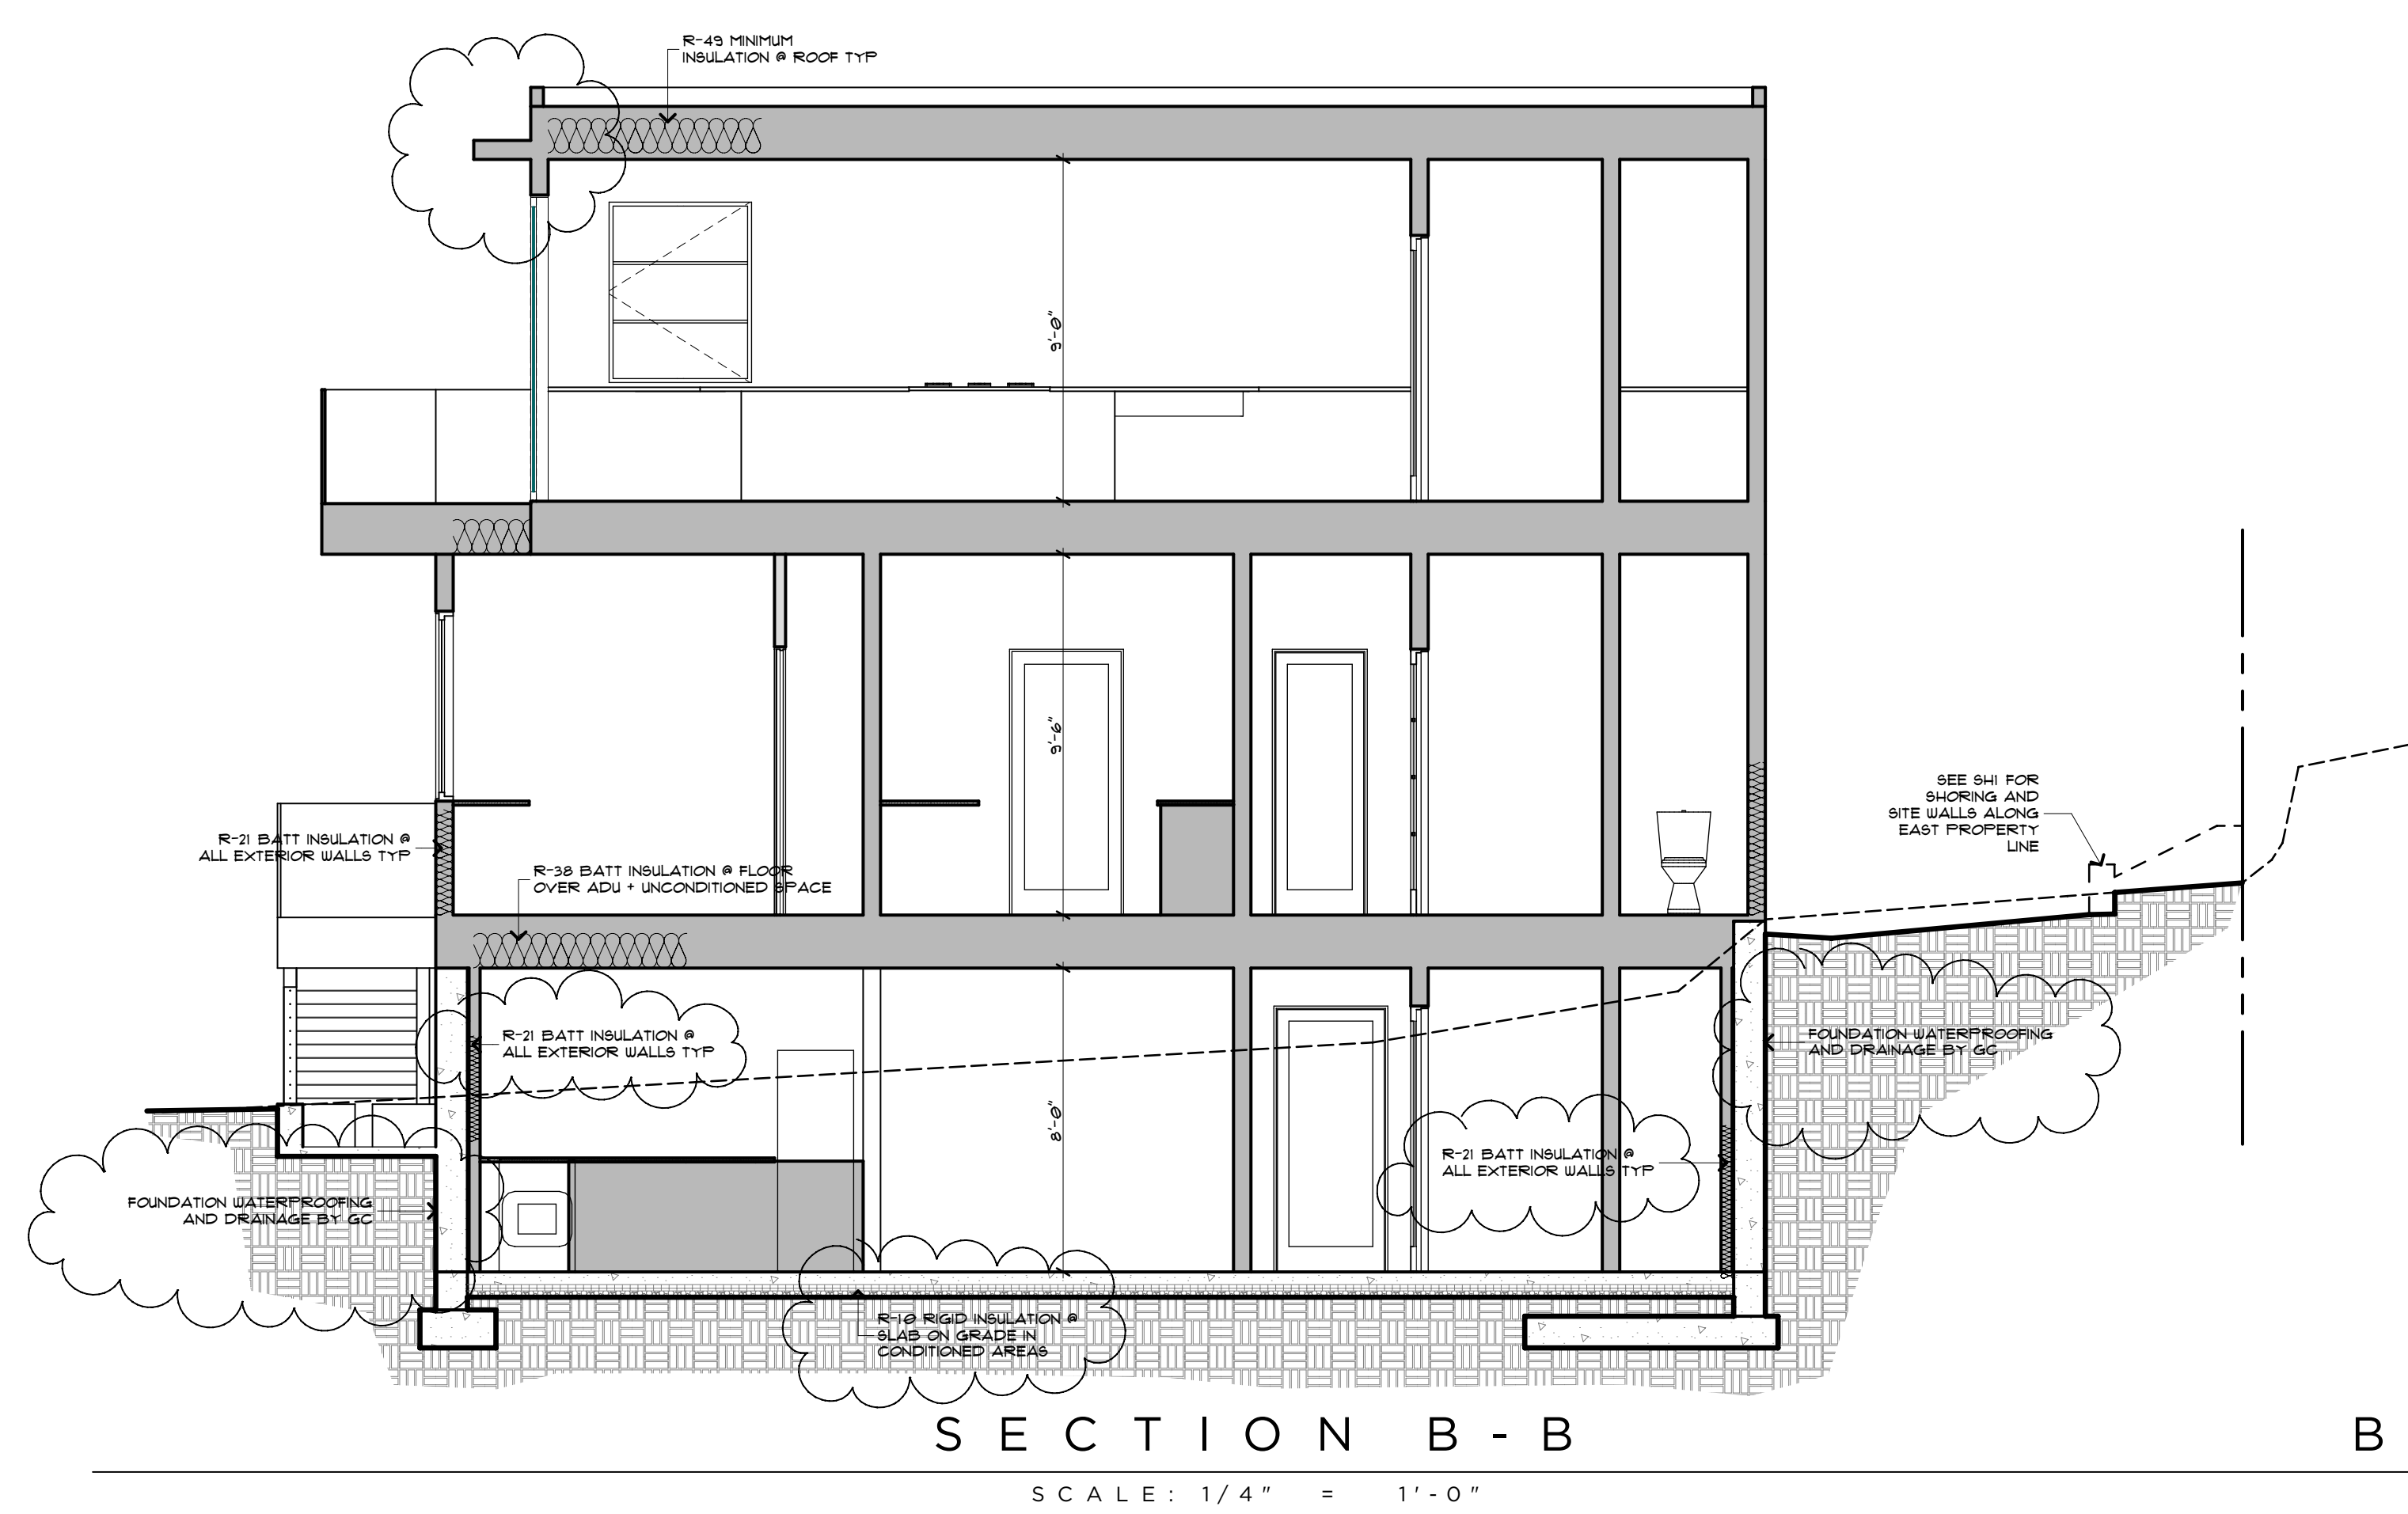 R-49 MINIMUM
INSULATION @ ROOF TYP
9'-0"
9'-6"
SEE SH1 FOR
SHORING AND
SITE WALLS ALONG
EAST PROPERTY
LINE
R-21 BATT INSULATION @
ALL EXTERIOR WALLS TYP
R-38 BATT INSULATION @ FLOOR
OVER ADU + UNCONDITIONED SPACE
R-21 BATT INSULATION @
ALL EXTERIOR WALLS TYP
FOUNDATION WATERPROOFING
AND DRAINAGE BY GC
8'-0"
R-21 BATT INSULATION @
ALL EXTERIOR WALLS TYP
FOUNDATION WATERPROOFING
AND DRAINAGE BY GC
R-10 RIGID INSULATION @
SLAB ON GRADE IN
CONDITIONED AREAS
SECTION B-B
B
SCALE: 1/4" = 1'-0"